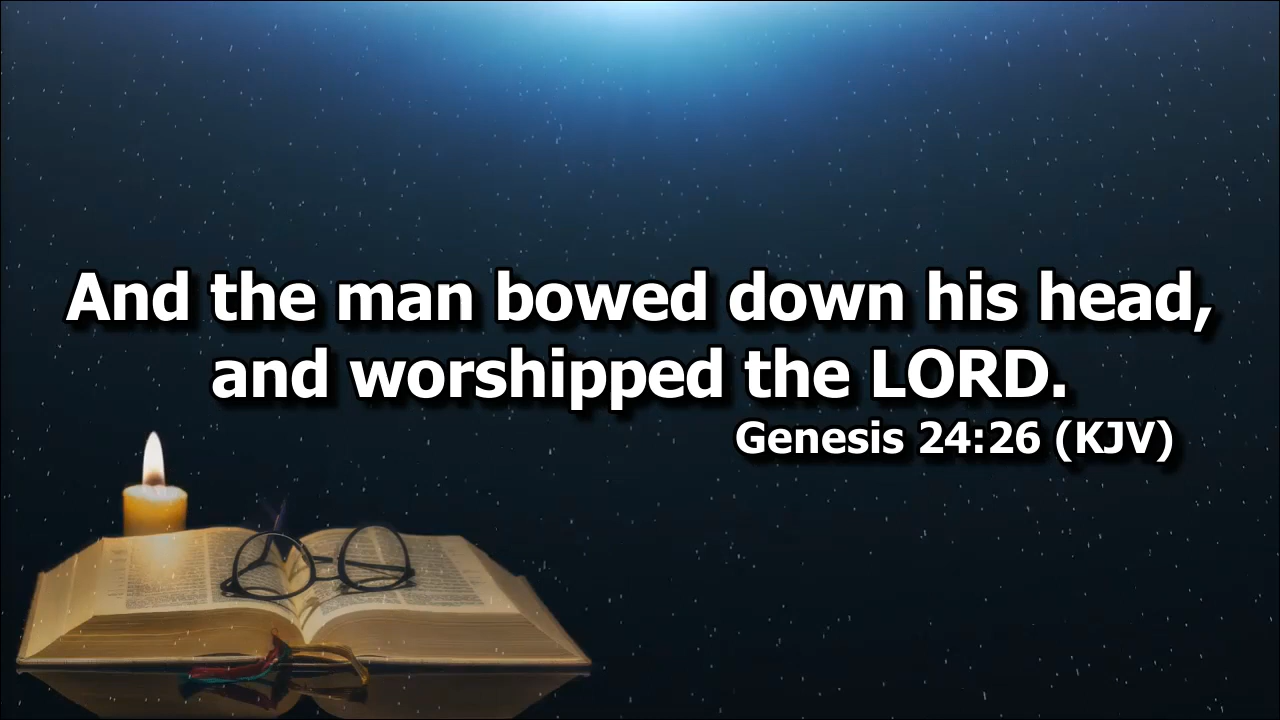 And the man bowed down his head,
and worshipped the LORD.
Genesis 24:26 (KJV)